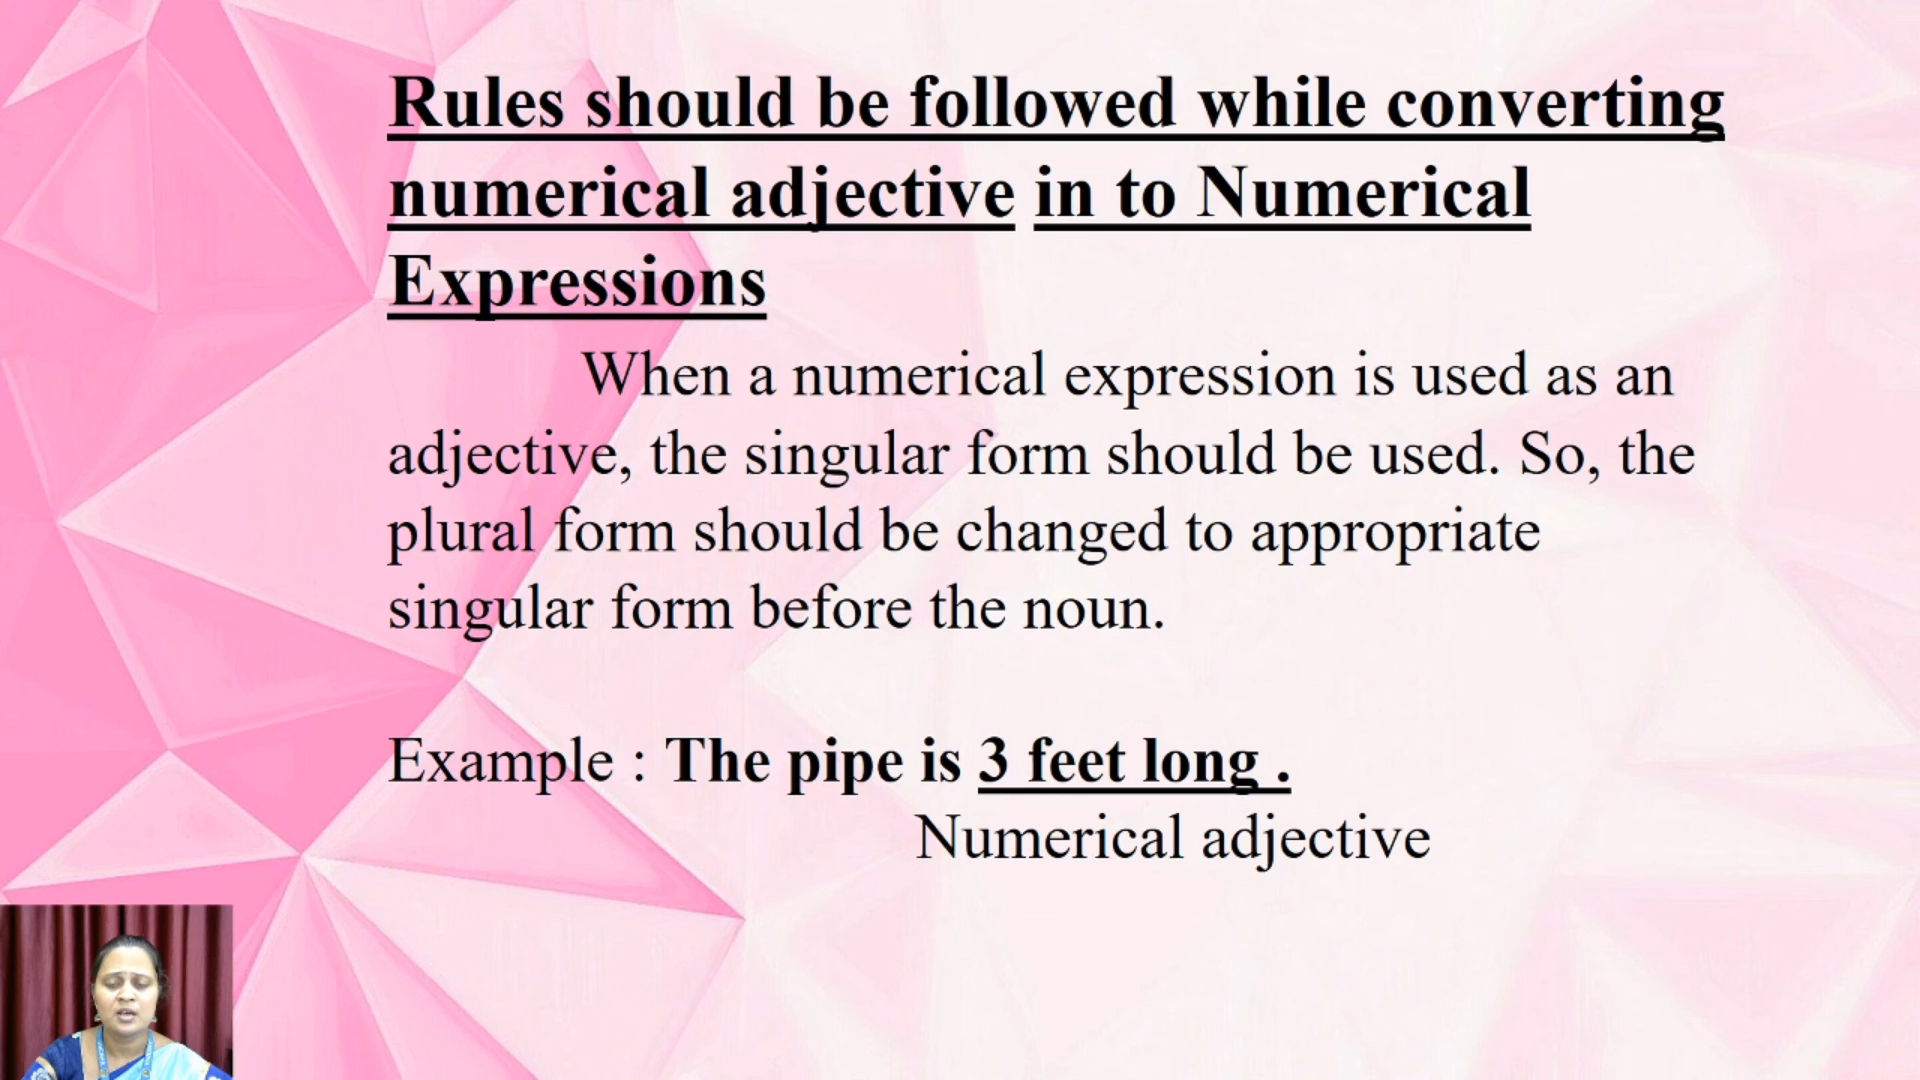 Rules should be followed while converting
numerical adjective in to Numerical
Expressions
When a numerical expression is used as an
adjective, the singular form should be used. So, the
plural form should be changed to appropriate
singular form before the noun.
Example : The pipe is 3 feet long .
Numerical adjective